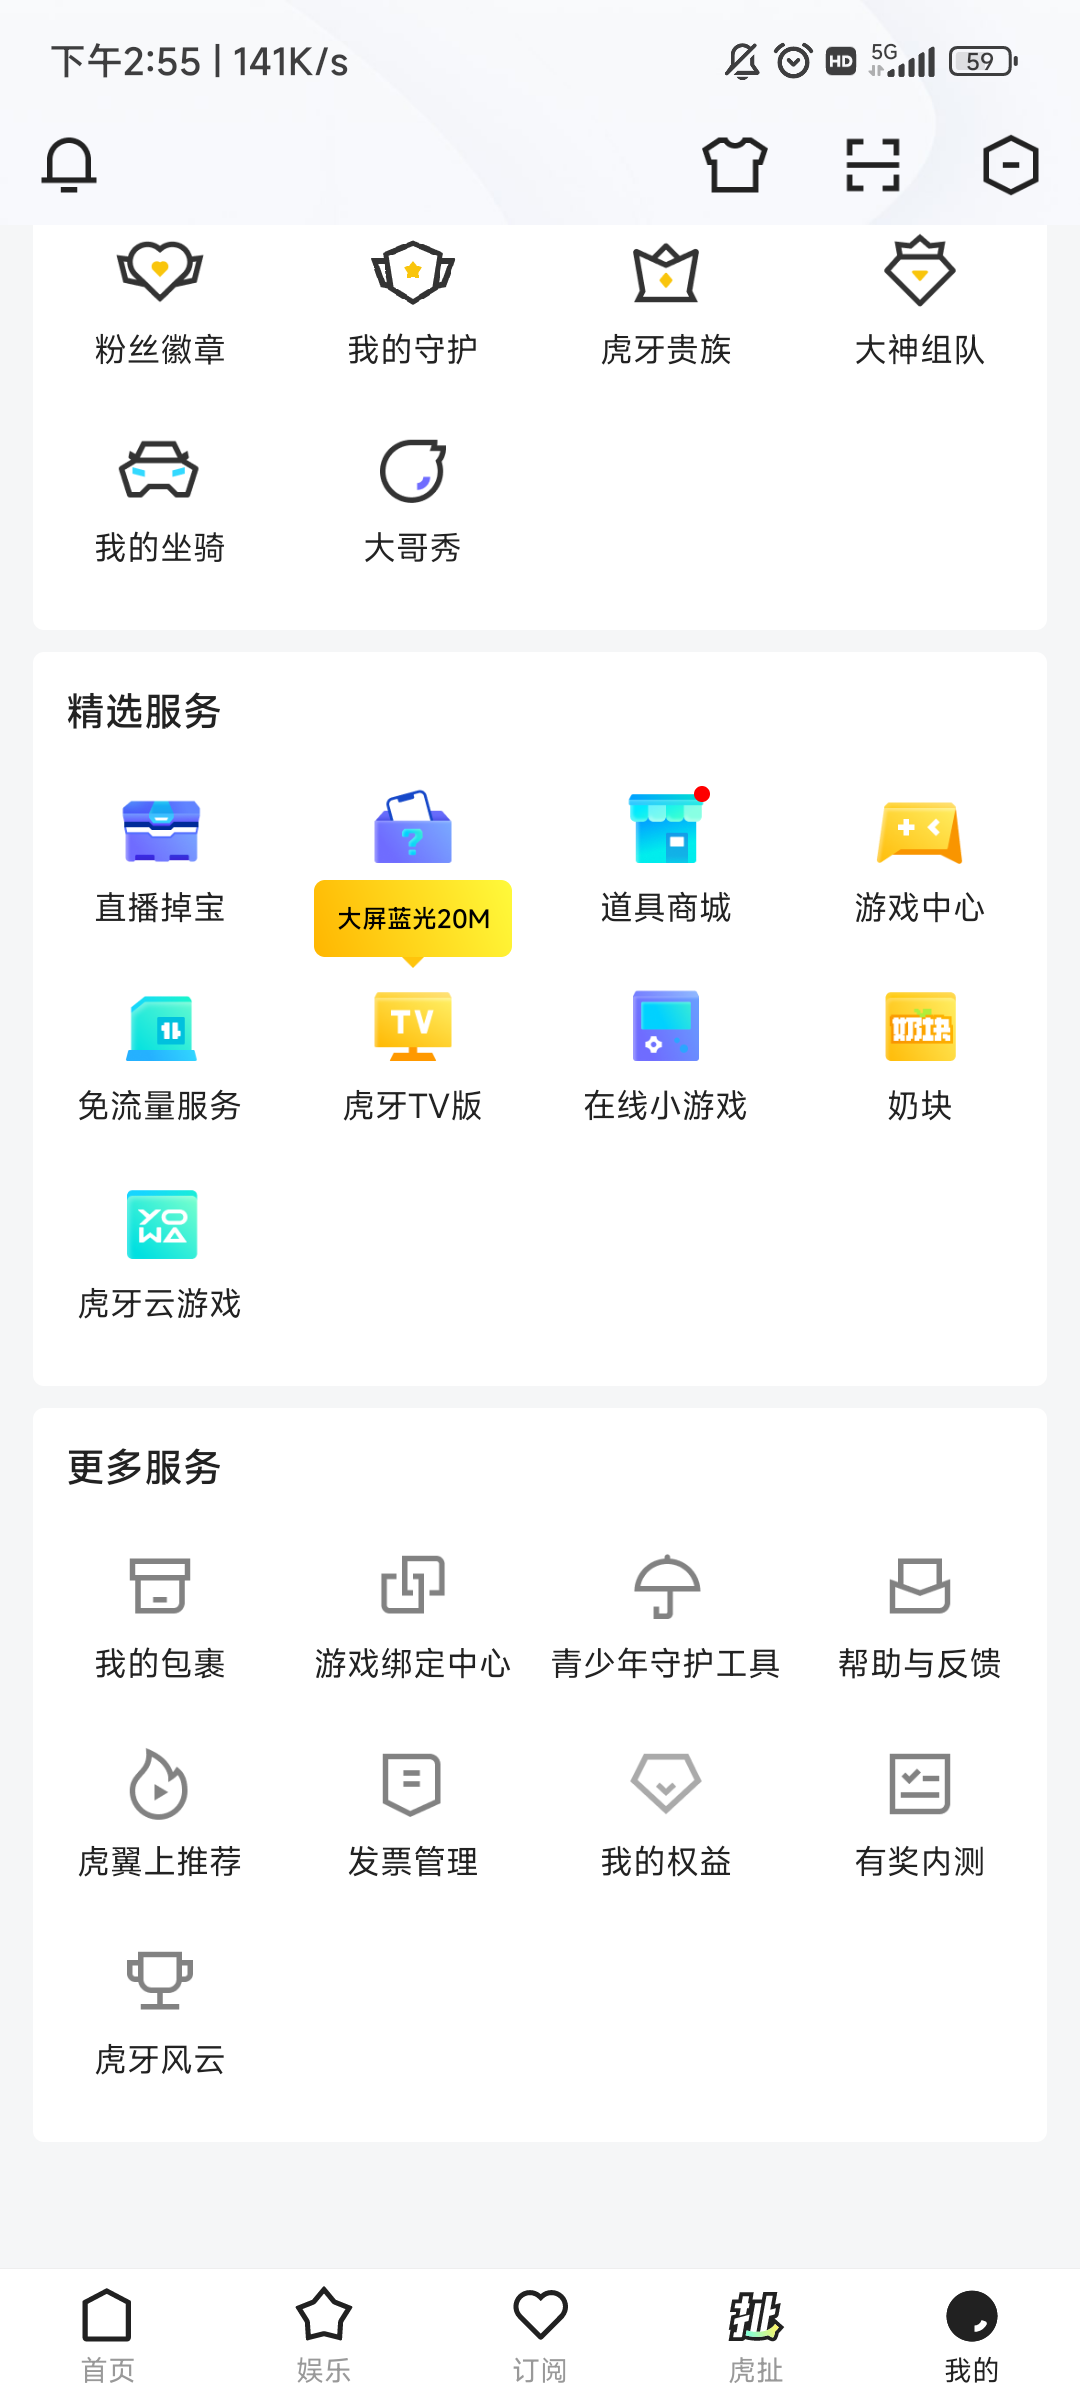 下午2:55 | 141K/s
HD 5G 59
粉丝徽章 我的守护 虎牙贵族 大神组队
我的坐骑 大哥秀
精选服务
直播掉宝 道具商城 游戏中心
大屏蓝光20M
TV 奶块
免流量服务 虎牙TV版 在线小游戏 奶块
YO
WA
虎牙云游戏
更多服务
我的包裹 游戏绑定中心 青少年守护工具 帮助与反馈
虎翼上推荐 发票管理 我的权益 有奖内测
虎牙风云
扯
首页 娱乐 订阅 虎扯 我的